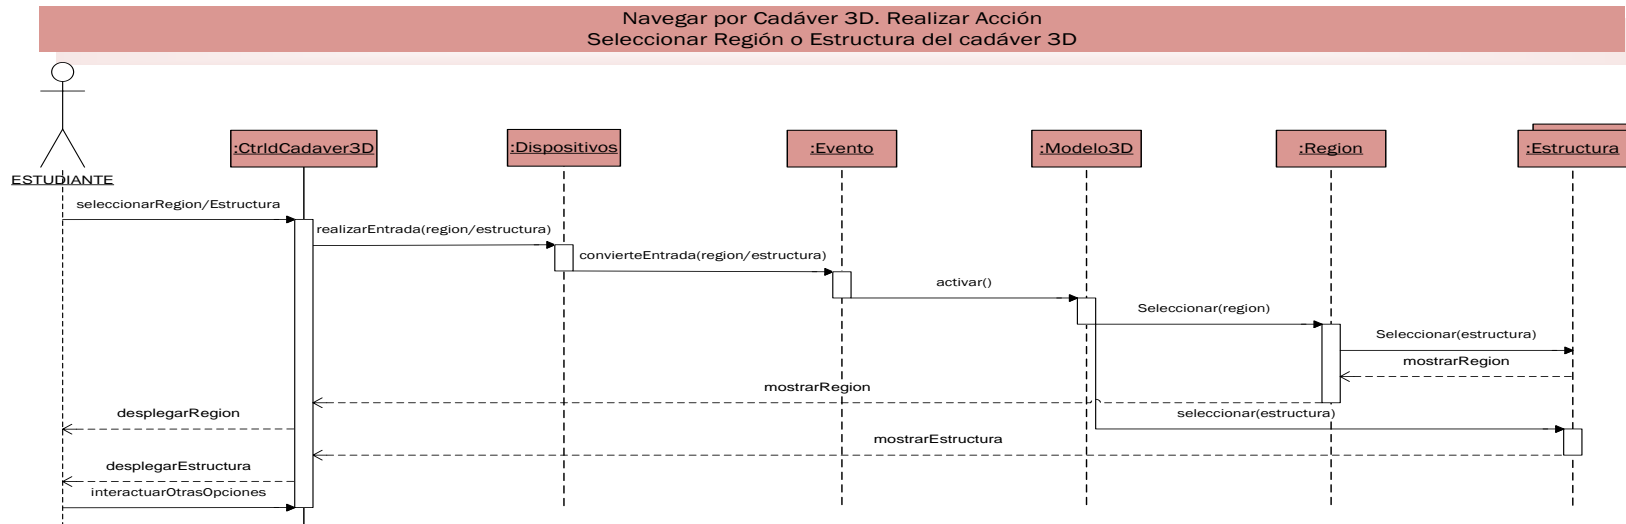 Navegar por Cadáver 3D. Realizar Acción
Seleccionar Región o Estructura del cadáver 3D
ESTUDIANTE
:CtrldCadaver3D
:Dispositivos
:Evento
:Modelo3D
:Region
:Estructura
seleccionarRegion/Estructura
realizarEntrada(region/estructura)
convierteEntrada(region/estructura)
activar()
Seleccionar(region)
Seleccionar(estructura)
mostrarRegion
mostrarRegion
desplegarRegion
seleccionar(estructura)
mostrarEstructura
desplegarEstructura
interactuarOtrasOpciones